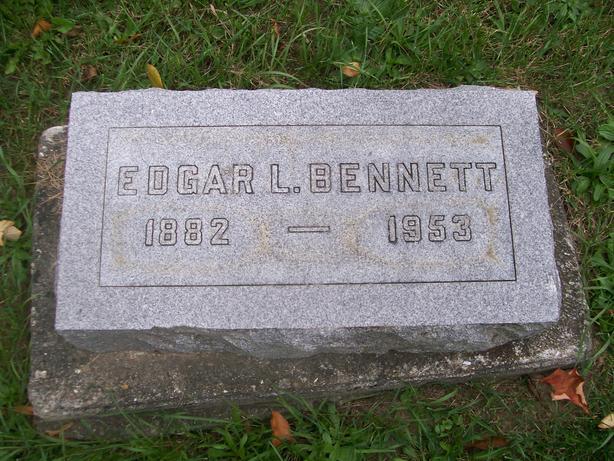 EDGAR L. BENNETT
1882 — 1953